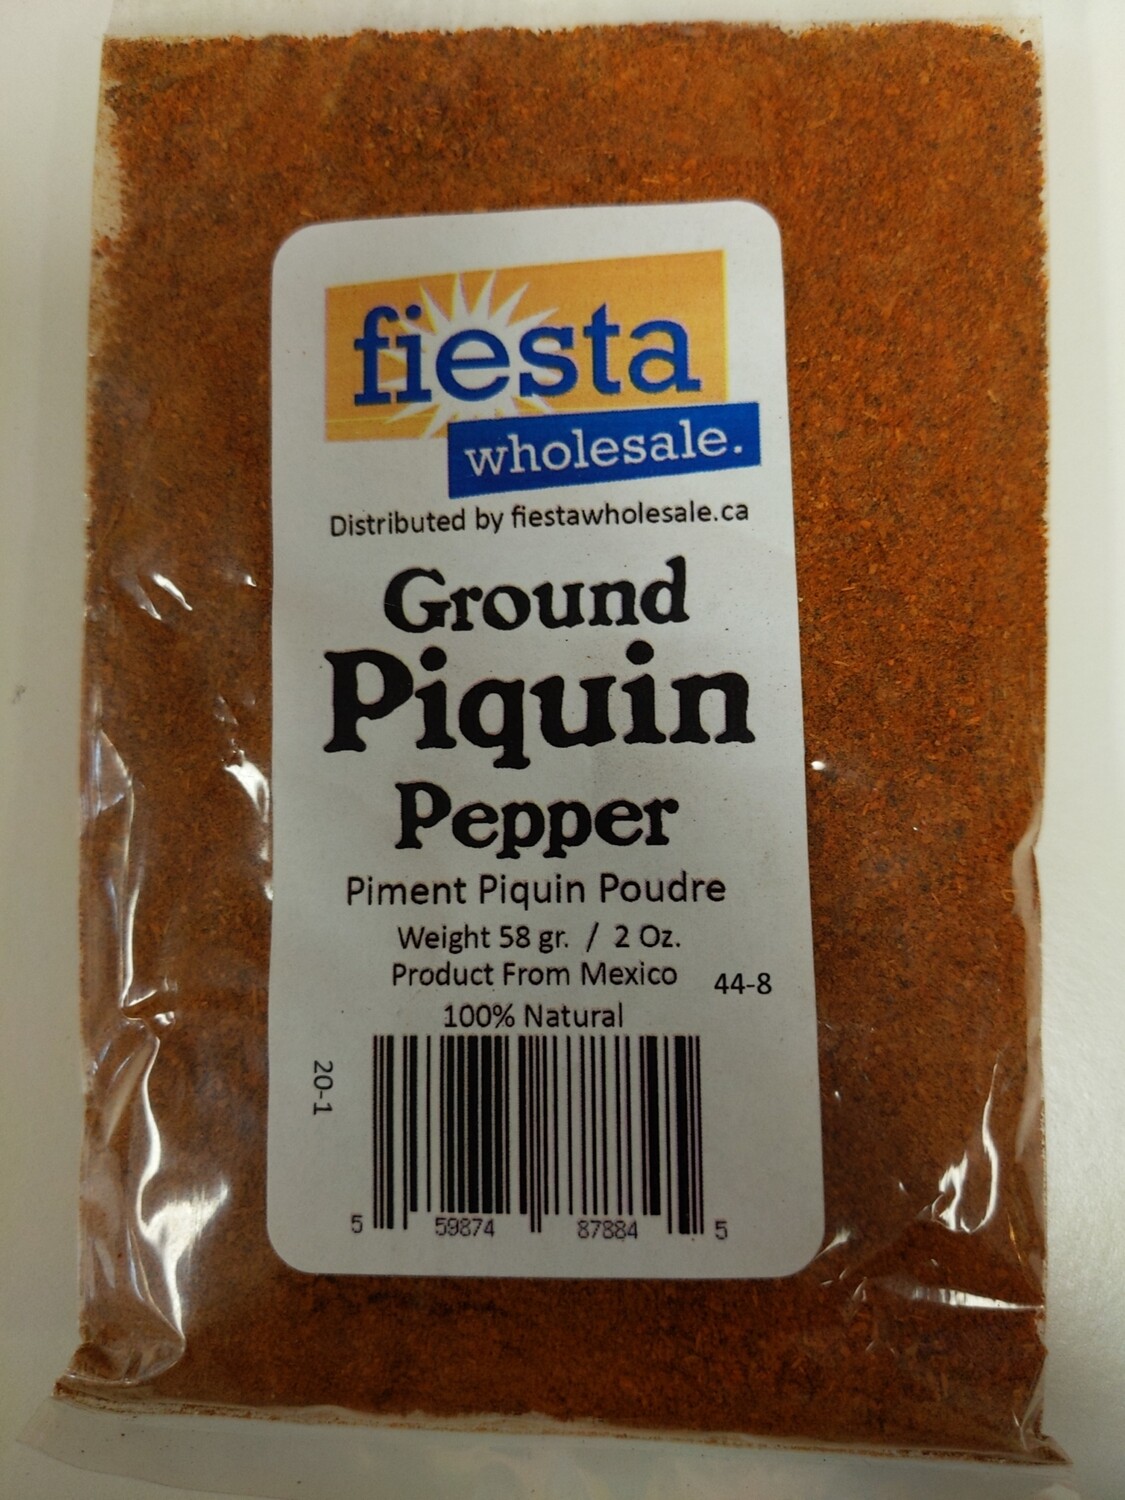 fiesta
wholesale.
Distributed by fiestawholesale.ca
Ground
Piquin
Pepper
Piment Piquin Poudre
Weight 58 gr. / 2 Oz.
Product From Mexico
44-8
100% Natural
20-1
5 59874 87884 5